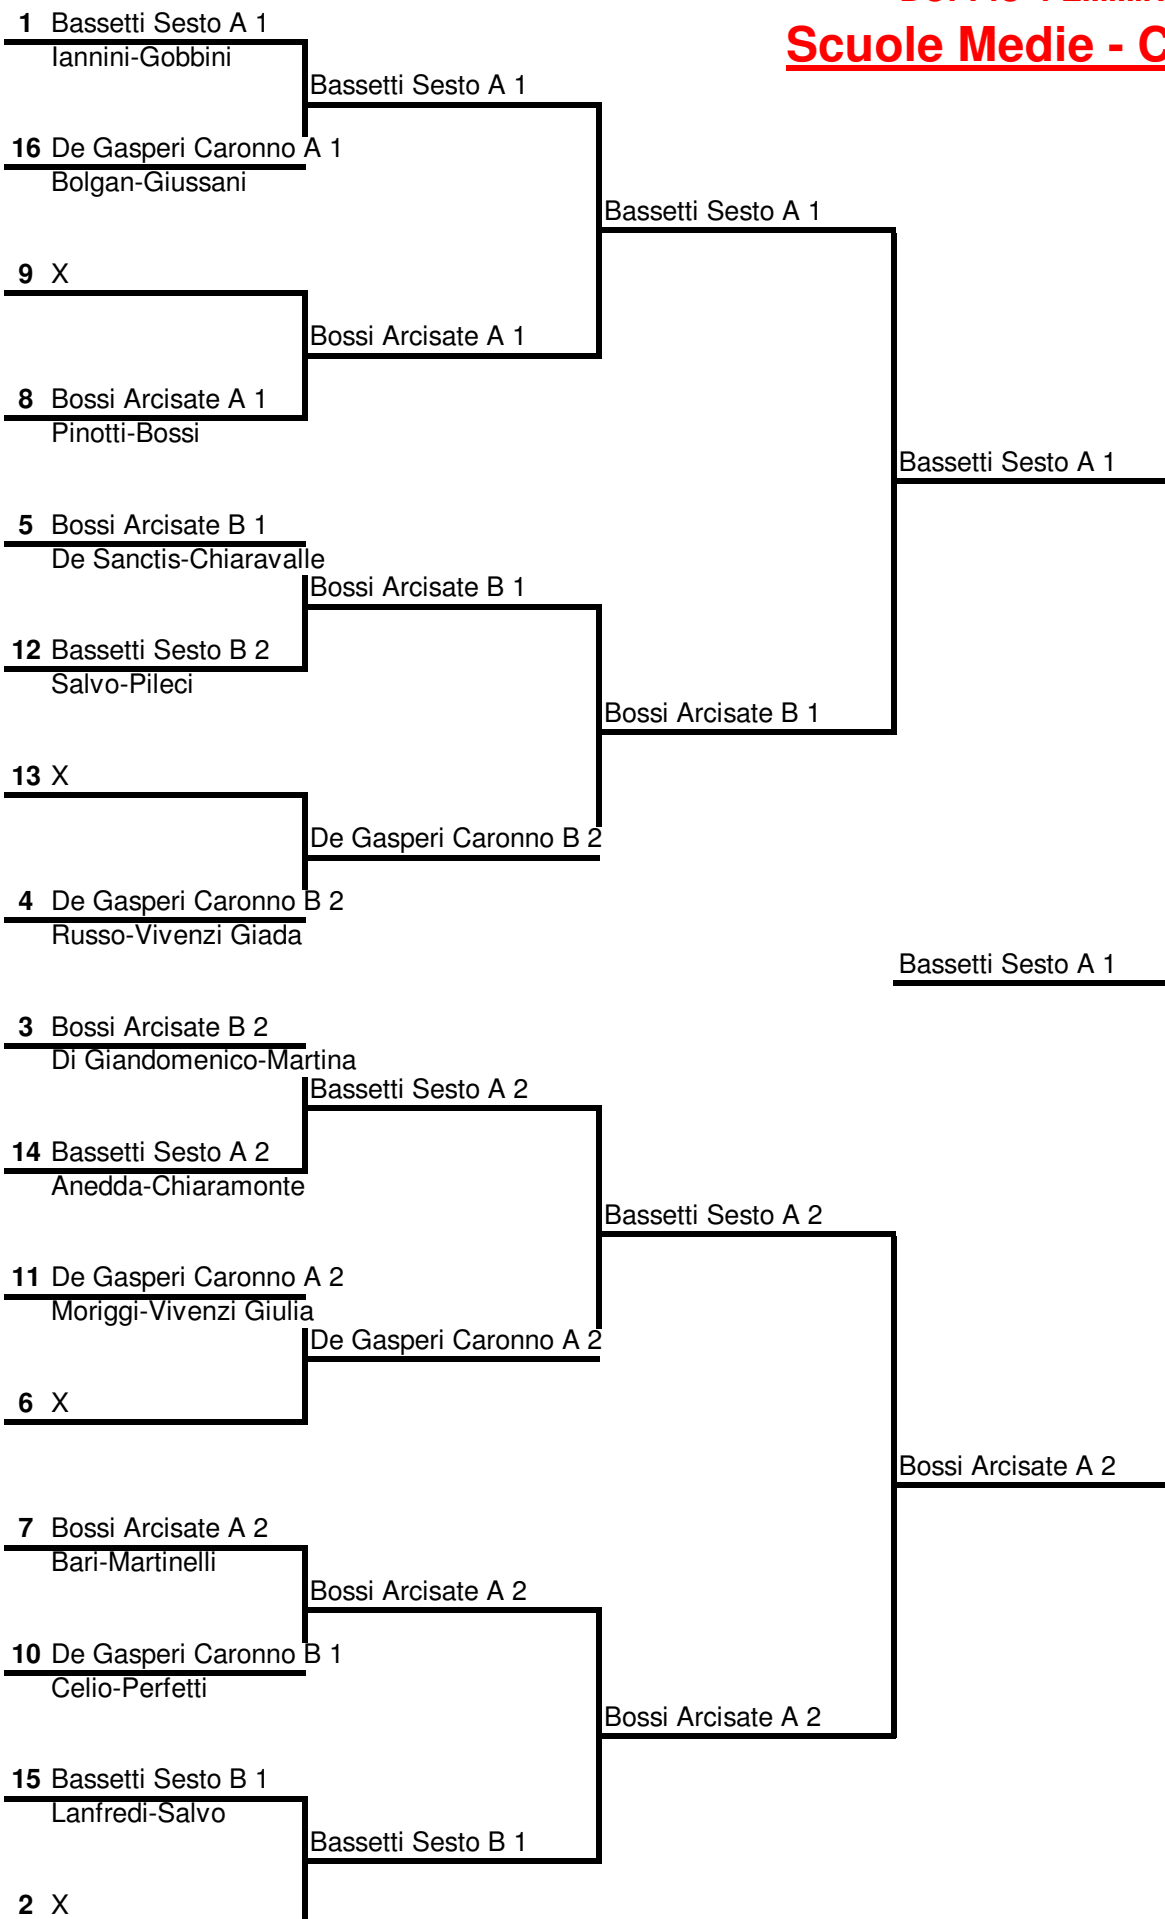 Scuole Medie - C
1 Bassetti Sesto A 1
Iannini-Gobbini
Bassetti Sesto A 1
16 De Gasperi Caronno A 1
Bolgan-Giussani
Bassetti Sesto A 1
9 X
Bossi Arcisate A 1
8 Bossi Arcisate A 1
Pinotti-Bossi
Bassetti Sesto A 1
5 Bossi Arcisate B 1
De Sanctis-Chiaravalle
Bossi Arcisate B 1
12 Bassetti Sesto B 2
Salvo-Pileci
Bossi Arcisate B 1
13 X
De Gasperi Caronno B 2
4 De Gasperi Caronno B 2
Russo-Vivenzi Giada
Bassetti Sesto A 1
3 Bossi Arcisate B 2
Di Giandomenico-Martina
Bassetti Sesto A 2
14 Bassetti Sesto A 2
Anedda-Chiaramonte
Bassetti Sesto A 2
11 De Gasperi Caronno A 2
Moriggi-Vivenzi Giulia
De Gasperi Caronno A 2
6 X
Bossi Arcisate A 2
7 Bossi Arcisate A 2
Bari-Martinelli
Bossi Arcisate A 2
10 De Gasperi Caronno B 1
Celio-Perfetti
Bossi Arcisate A 2
15 Bassetti Sesto B 1
Lanfredi-Salvo
Bassetti Sesto B 1
2 X